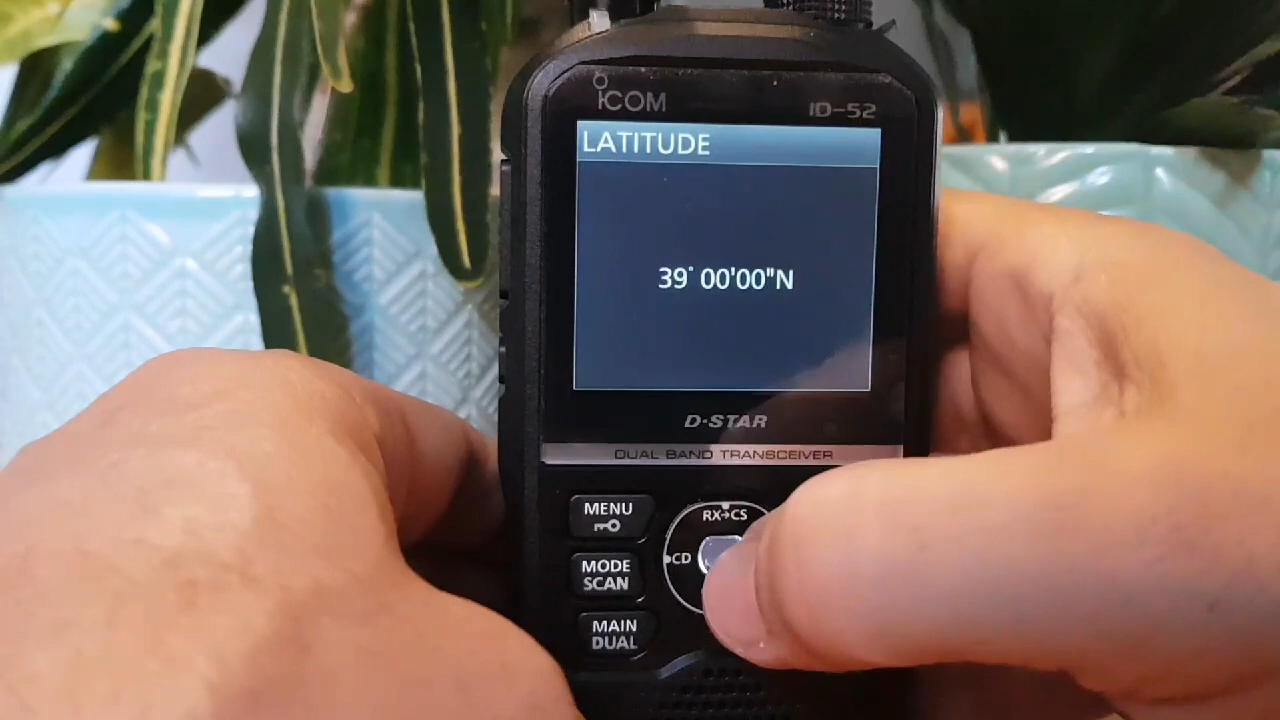 ICOM
ID-52
LATITUDE
39° 00'00"N
D-STAR
DUAL BAND TRANSCEIVER
MENU
RX→CS
CD
MODE
SCAN
MAIN
DUAL